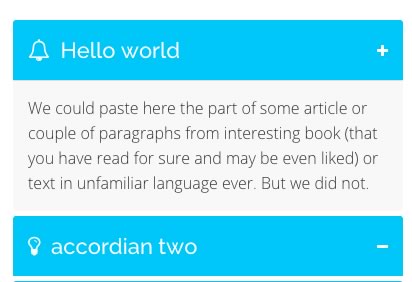 Hello world +
We could paste here the part of some article or
couple of paragraphs from interesting book (that
you have read for sure and may be even liked) or
text in unfamiliar language ever. But we did not.
accordian two −